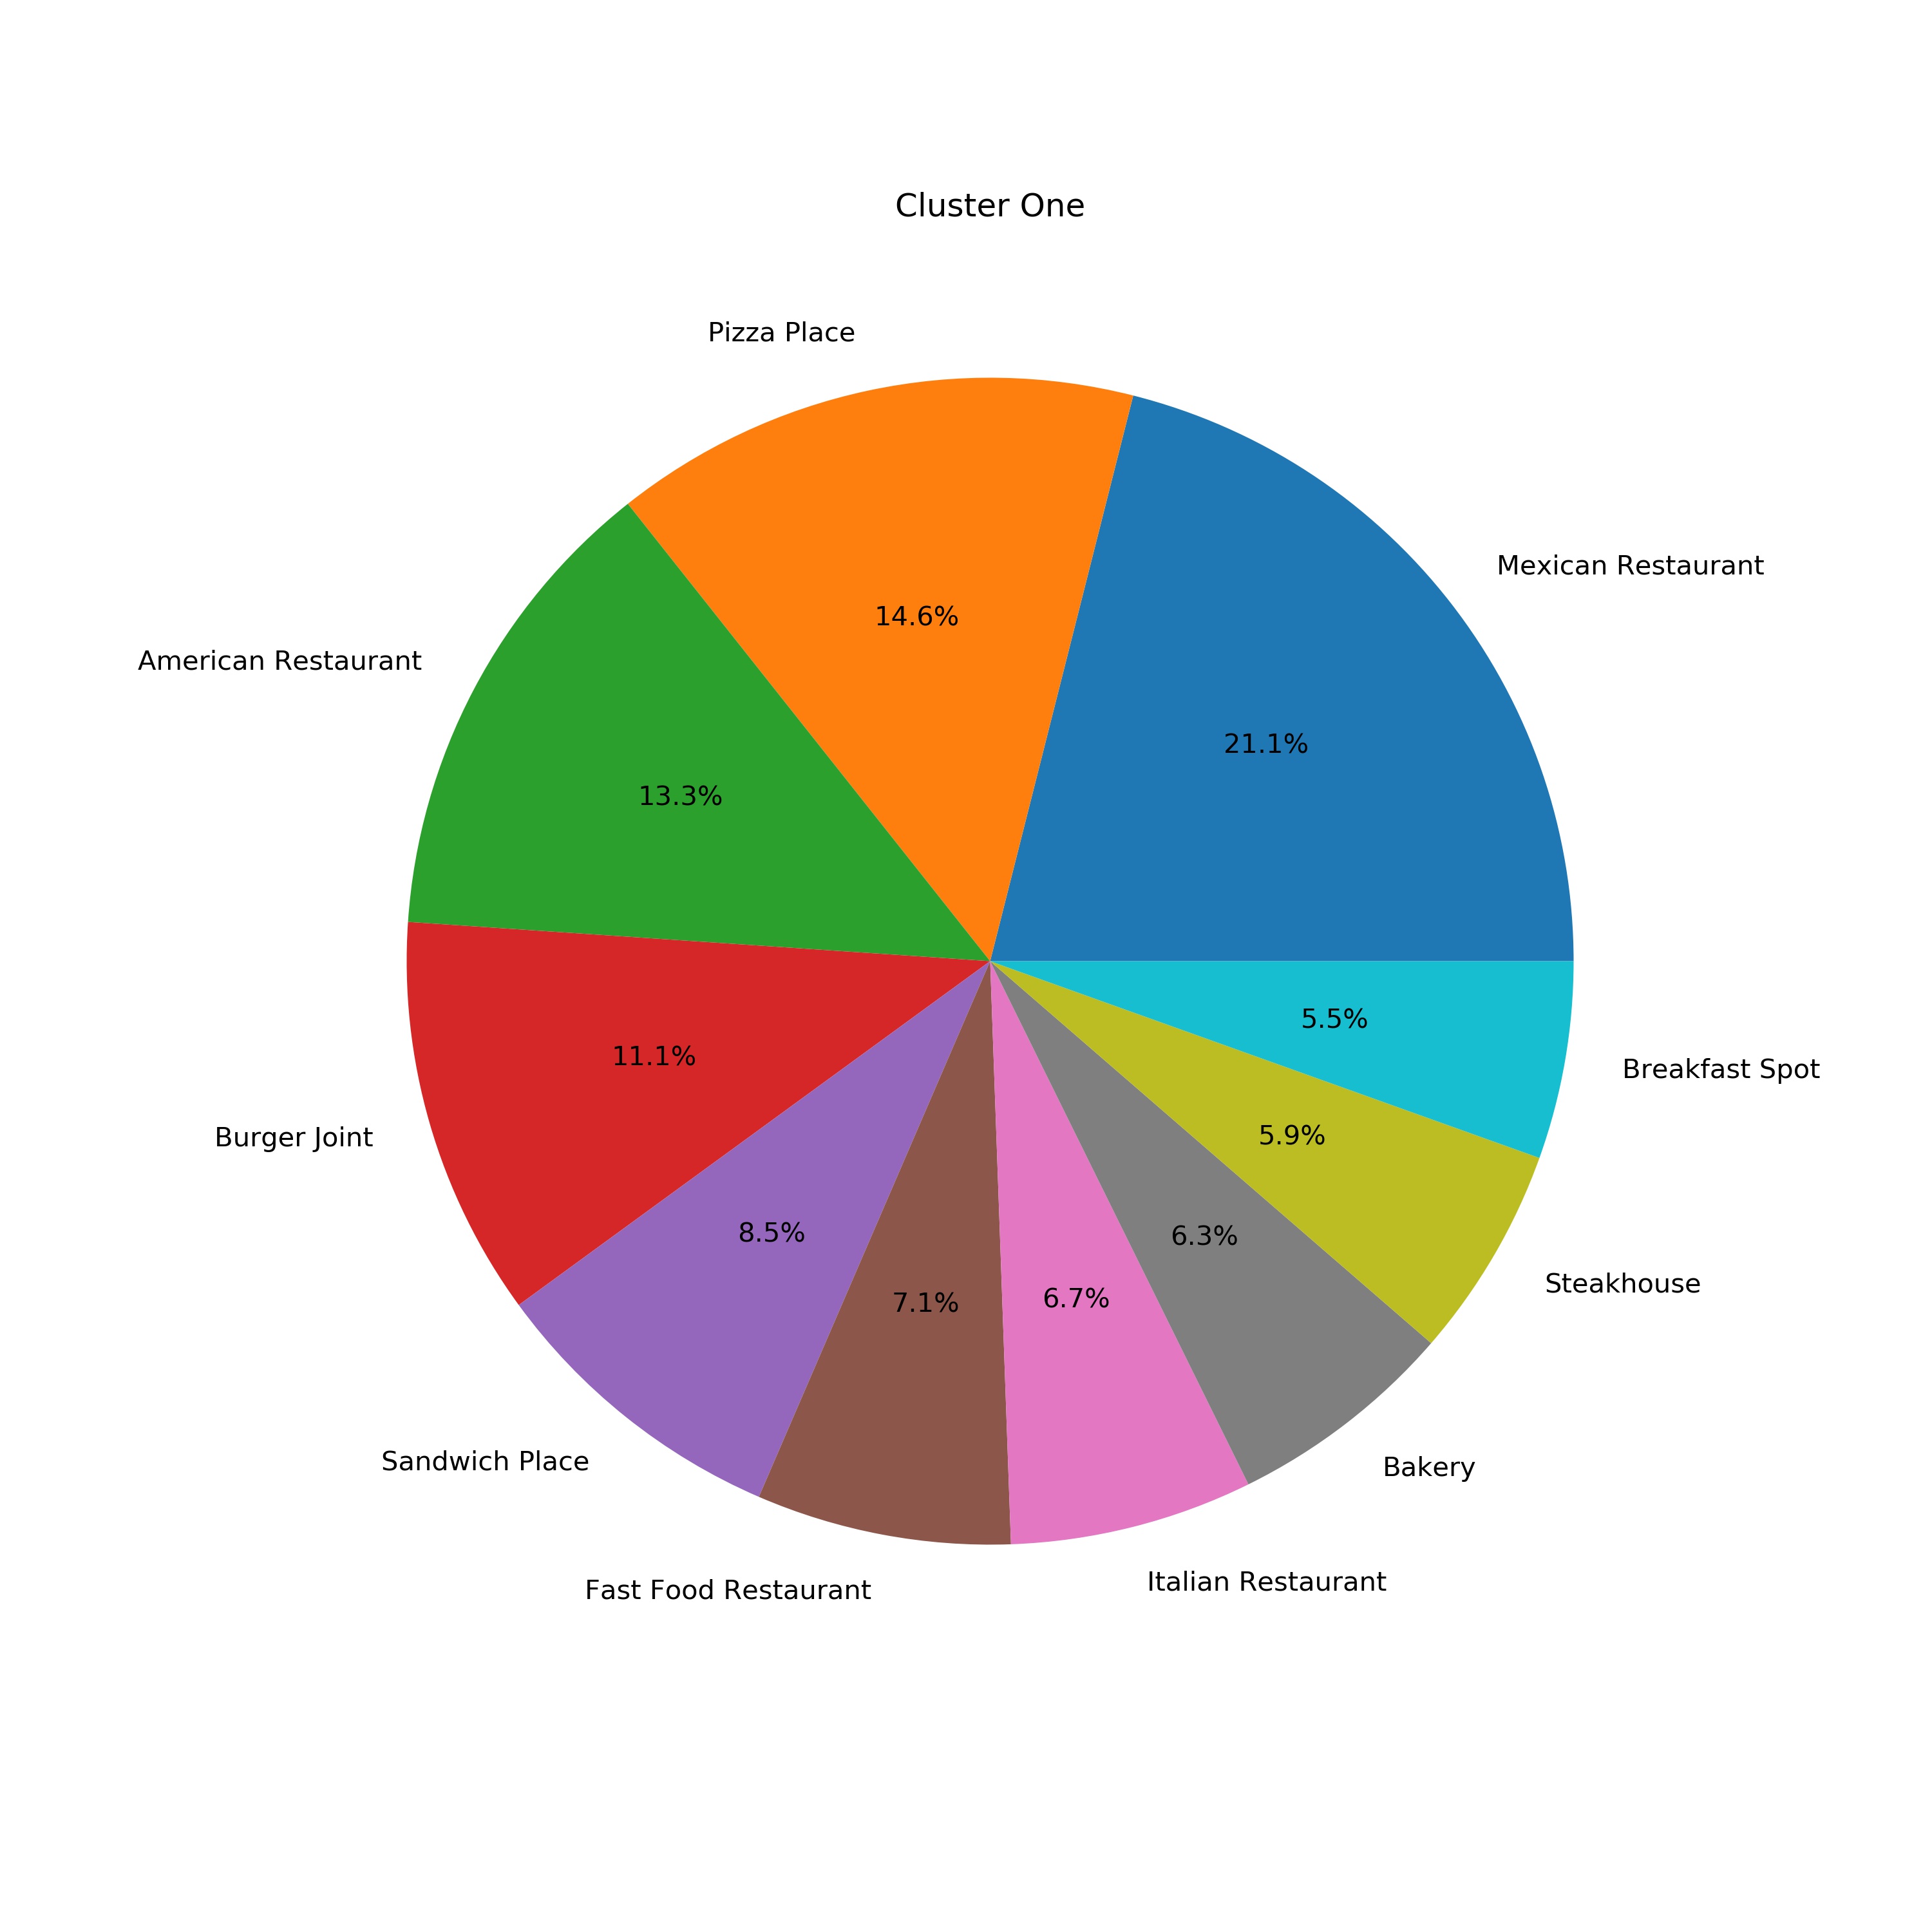 Cluster One
Pizza Place
Mexican Restaurant
14.6%
American Restaurant
21.1%
13.3%
5.5%
11.1%
Breakfast Spot
5.9%
Burger Joint
8.5%
6.3%
Steakhouse
7.1%
6.7%
Sandwich Place
Bakery
Fast Food Restaurant
Italian Restaurant